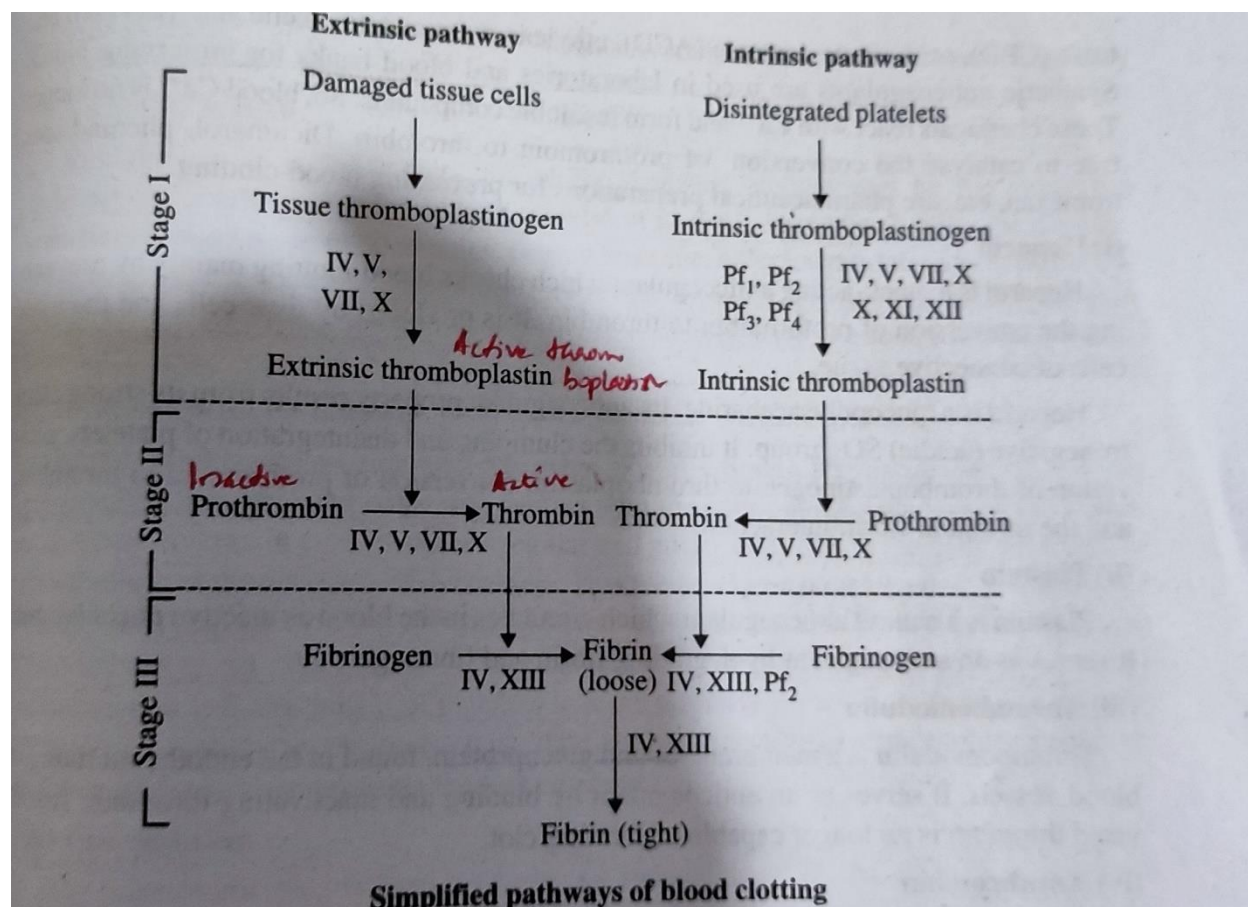 Extrinsic pathway
Intrinsic pathway
Damaged tissue cells
Disintegrated platelets
Stage I
Tissue thromboplastinogen
Intrinsic thromboplastinogen
IV, V,
VII, X
Pf₁, Pf₂
Pf₃, Pf₄
IV, V, VII, X
X, XI, XII
Active throm
boplastin
Extrinsic thromboplastin
Intrinsic thromboplastin
Stage II
Inactive
Active
Prothrombin
Thrombin
Thrombin
Prothrombin
IV, V, VII, X
IV, V, VII, X
Stage III
Fibrinogen
Fibrin
(loose)
Fibrinogen
IV, XIII
IV, XIII, Pf₂
IV, XIII
Fibrin (tight)
Simplified pathways of blood clotting